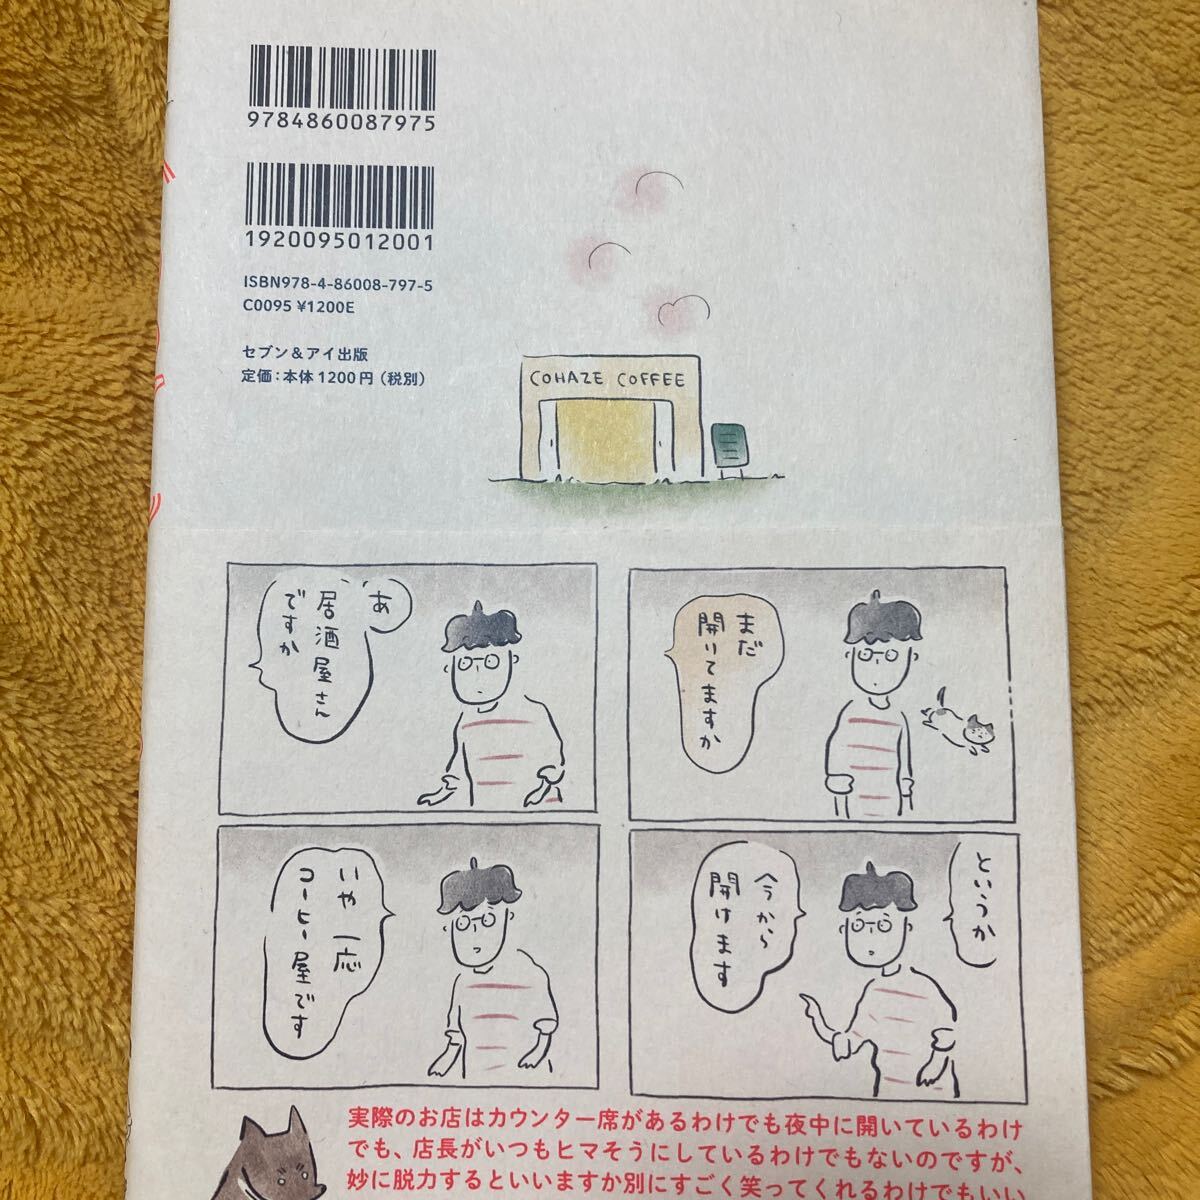 9784860087975
1920095012001
ISBN978-4-86008-797-5
C0095 ¥1200E
セブン＆アイ出版
定価：本体1200円（税別）
COHAZE COFFEE
まだ
開いてますか
というか
今から
開けます
あ
居酒屋さん
ですか
いや一応
コーヒー屋です
実際のお店はカウンター席があるわけでも夜中に開いているわけ
でも、店長がいつもヒマそうにしているわけでもないのですが、
妙に脱力するといいますか別にすごく笑ってくれるわけでもいい